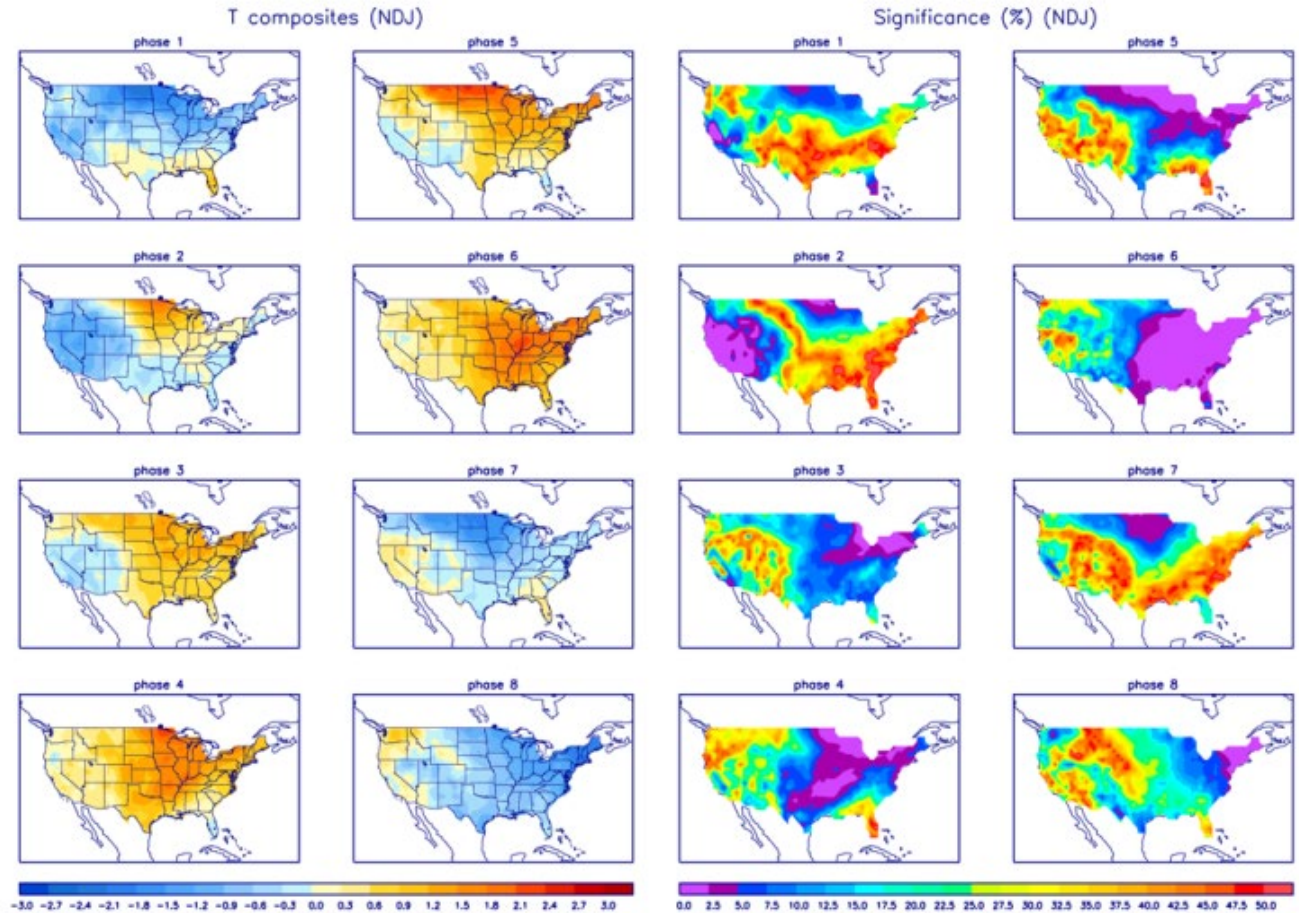 T composites (NDJ)
Significance (%) (NDJ)
phase 1
phase 5
phase 1
phase 5
phase 2
phase 6
phase 2
phase 6
phase 3
phase 7
phase 3
phase 7
phase 4
phase 8
phase 4
phase 8
-3.0 -2.7 -2.4 -2.1 -1.8 -1.5 -1.2 -0.9 -0.6 -0.3 0.0 0.3 0.6 0.9 1.2 1.5 1.8 2.1 2.4 2.7 3.0
0.0 2.5 5.0 7.5 10.0 12.5 15.0 17.5 20.0 22.5 25.0 27.5 30.0 32.5 35.0 37.5 40.0 42.5 45.0 47.5 50.0